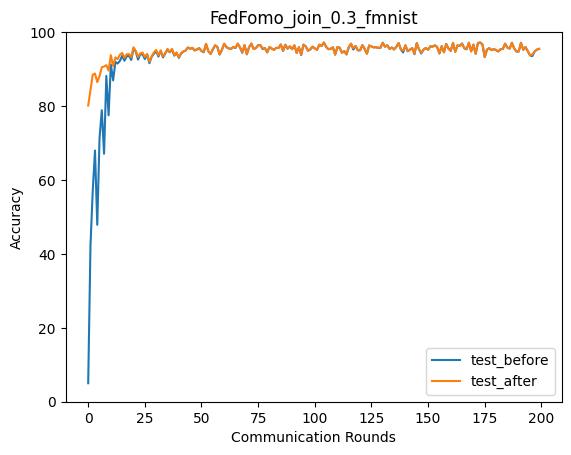 FedFomo_join_0.3_fmnist
100
80
60
40
20
0
Accuracy
0 25 50 75 100 125 150 175 200
Communication Rounds
test_before
test_after